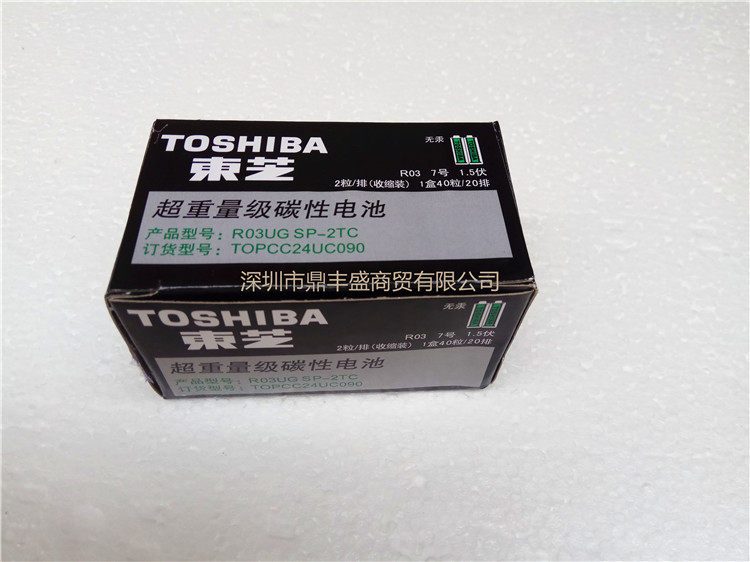 TOSHIBA
東芝
无汞
R03 7号 1.5伏
2粒/排(收缩装) 1盒40粒/20排
超重量级碳性电池
产品型号: R03UG SP-2TC
订货型号: TOPCC24UC090
深圳市鼎丰盛商贸有限公司
TOSHIBA
東芝
无汞
R03 7号 1.5伏
2粒/排(收缩装) 1盒40粒/20排
超重量级碳性电池
产品型号: R03UG SP-2TC
订货型号: TOPCC24UC090